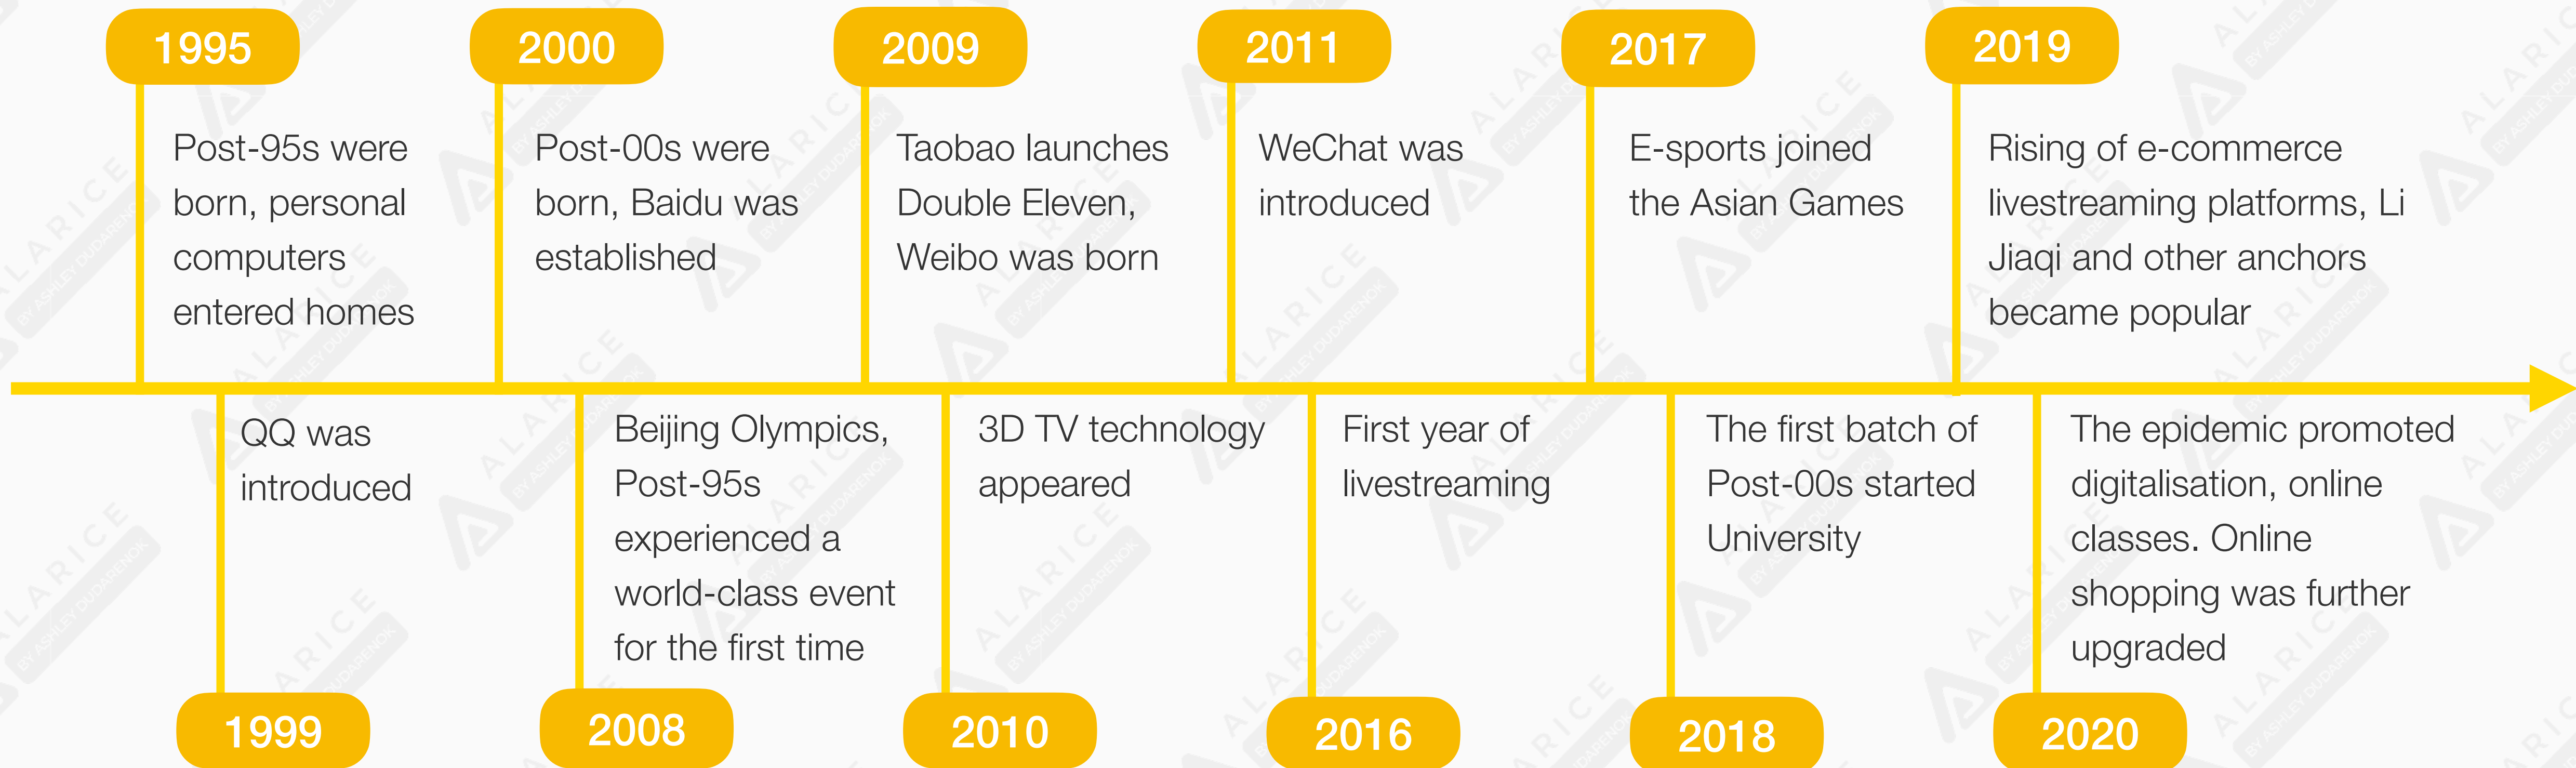 1995
Post-95s were
born, personal
computers
entered homes
QQ was
introduced
1999
2000
Post-00s were
born, Baidu was
established
Beijing Olympics,
Post-95s
experienced a
world-class event
for the first time
2008
2009
Taobao launches
Double Eleven,
Weibo was born
3D TV technology
appeared
2010
2011
WeChat was
introduced
First year of
livestreaming
2016
2017
E-sports joined
the Asian Games
The first batch of
Post-00s started
University
2018
2019
Rising of e-commerce
livestreaming platforms, Li
Jiaqi and other anchors
became popular
The epidemic promoted
digitalisation, online
classes. Online
shopping was further
upgraded
2020
ALARICE
BY ASHLEY DUDARENOK